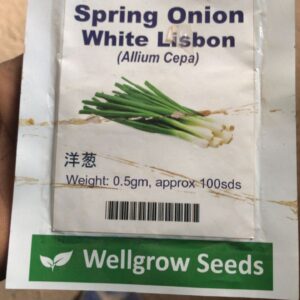 Spring Onion
White Lisbon
(Allium Cepa)
洋葱
Weight: 0.5gm, approx 100sds
Wellgrow Seeds